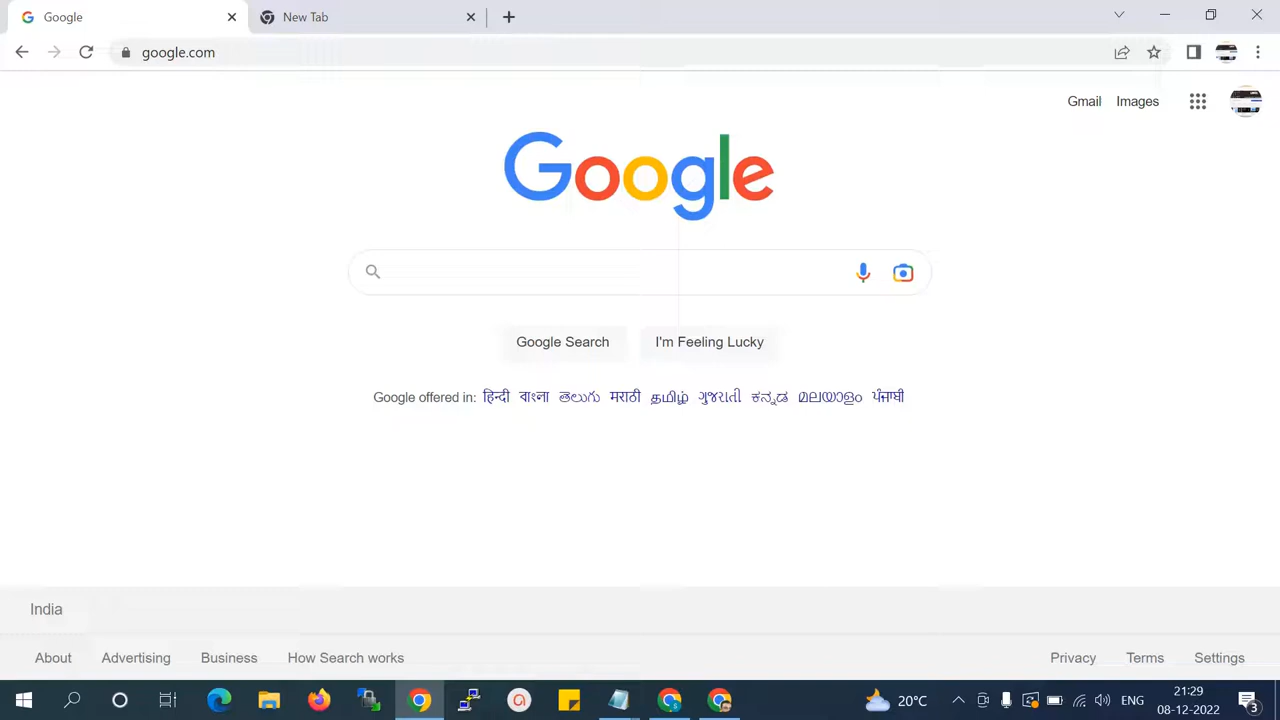 Google
New Tab
google.com
Gmail Images
Google
Google Search
I'm Feeling Lucky
Google offered in: हिन्दी বাংলা తెలుగు मराठी தமிழ் ગુજરાતી ಕನ್ನಡ മലയാളം ਪੰਜਾਬੀ
India
About Advertising Business How Search works
Privacy Terms Settings
20°C
ENG
21:29
08-12-2022
3